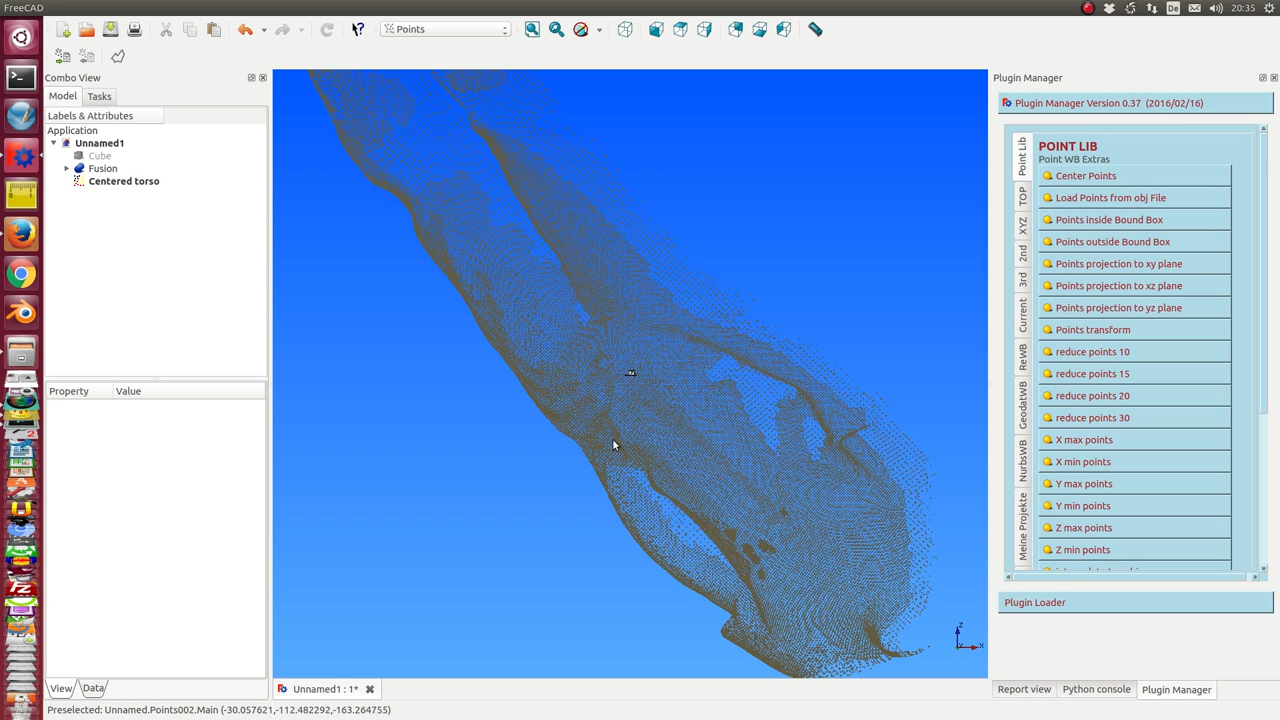 FreeCAD
De
20:35
Points
Combo View
Plugin Manager
Model
Tasks
Plugin Manager Version 0.37 (2016/02/16)
Labels & Attributes
Application
Unnamed1
Cube
Fusion
Centered torso
Point Lib
TOP
XYZ
2nd
3rd
Current
ReWB
GeodatWB
NurbsWB
Meine Projekte
POINT LIB
Point WB Extras
Center Points
Load Points from obj File
Points inside Bound Box
Points outside Bound Box
Points projection to xy plane
Points projection to xz plane
Points projection to yz plane
Points transform
reduce points 10
reduce points 15
reduce points 20
reduce points 30
X max points
X min points
Y max points
Y min points
Z max points
Z min points
Property
Value
Plugin Loader
z
x
View
Data
Unnamed1 : 1*
Report view
Python console
Plugin Manager
Preselected: Unnamed.Points002.Main (-30.057621,-112.482292,-163.264755)